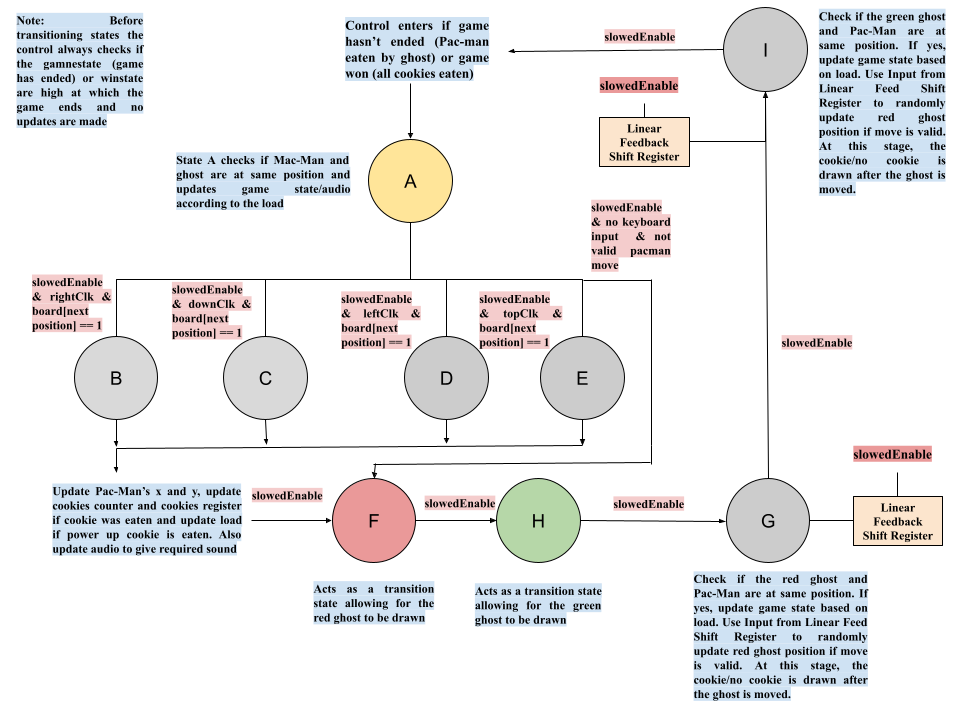 Note: Before
transitioning states the
control always checks if
the gamnestate (game
has ended) or winstate
are high at which the
game ends and no
updates are made
Control enters if game
hasn't ended (Pac-man
eaten by ghost) or game
won (all cookies eaten)
slowedEnable
I
Check if the green ghost
and Pac-Man are at
same position. If yes,
update game state based
on load. Use Input from
Linear Feed Shift
Register to randomly
update red ghost
position if move is valid.
At this stage, the
cookie/no cookie is
drawn after the ghost is
moved.
slowedEnable
Linear
Feedback
Shift Register
State A checks if Mac-Man and
ghost are at same position and
updates game state/audio
according to the load
A
slowedEnable
& no keyboard
input & not
valid pacman
move
slowedEnable
& rightClk &
board[next
position] == 1
slowedEnable
& downClk &
board[next
position] == 1
slowedEnable
& leftClk &
board[next
position] == 1
slowedEnable
& topClk &
board[next
position] == 1
slowedEnable
B
C
D
E
Update Pac-Man's x and y, update
cookies counter and cookies register
if cookie was eaten and update load
if power up cookie is eaten. Also
update audio to give required sound
slowedEnable
F
slowedEnable
H
slowedEnable
G
slowedEnable
Linear
Feedback
Shift Register
Acts as a transition
state allowing for the
red ghost to be drawn
Acts as a transition state
allowing for the green
ghost to be drawn
Check if the red ghost and
Pac-Man are at same position. If
yes, update game state based on
load. Use Input from Linear Feed
Shift Register to randomly
update red ghost position if move
is valid. At this stage, the
cookie/no cookie is drawn after
the ghost is moved.